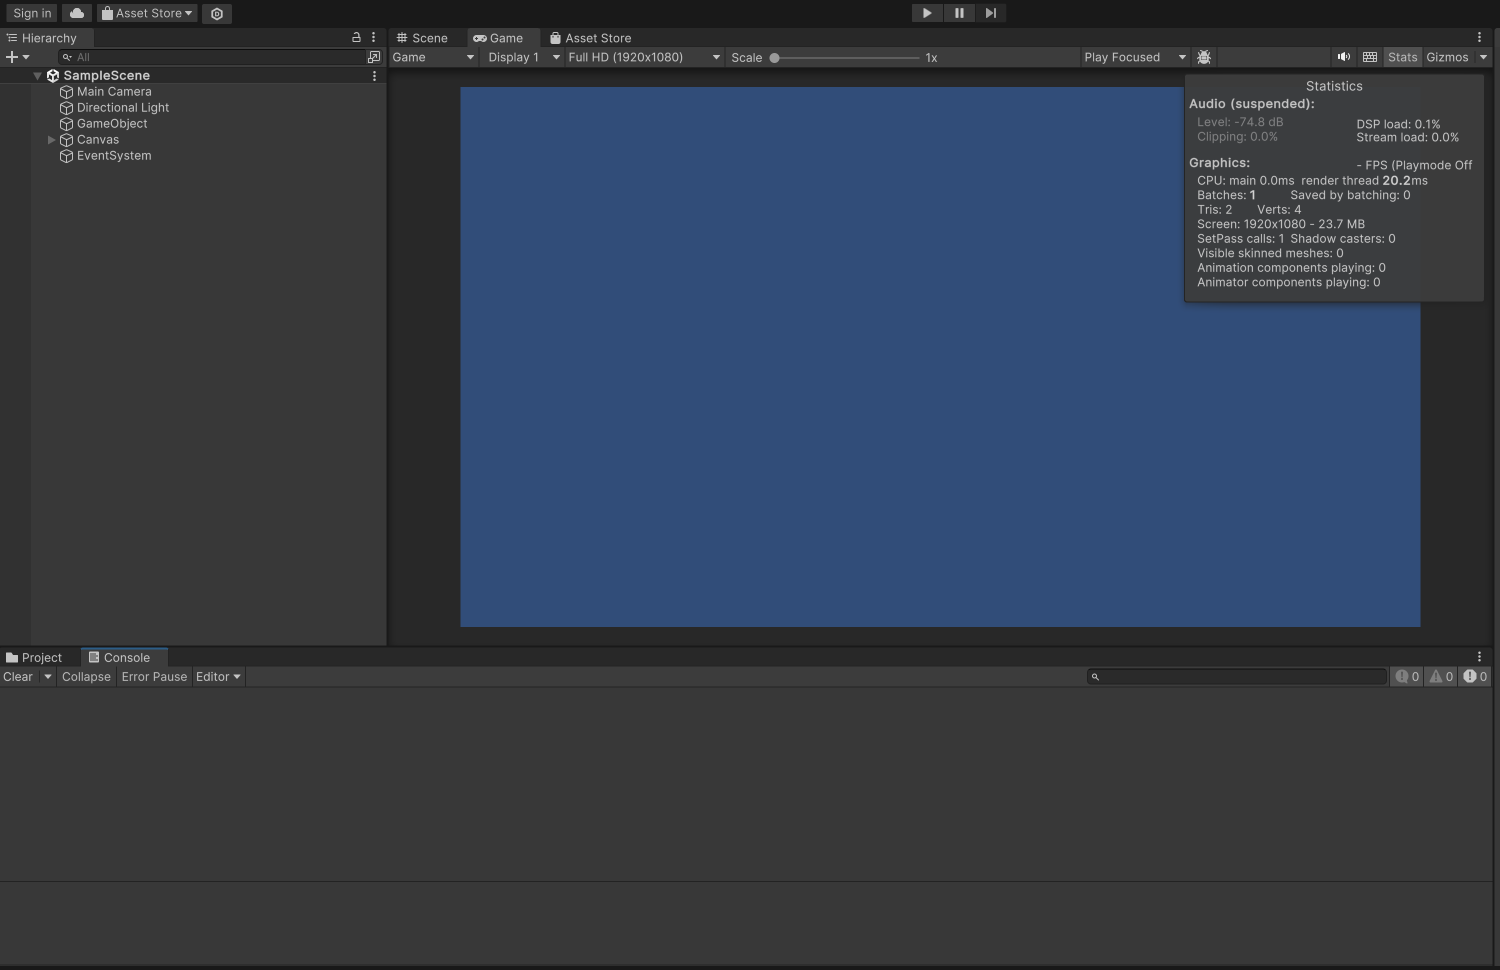 Sign in
Asset Store
Hierarchy
All
SampleScene
Main Camera
Directional Light
GameObject
Canvas
EventSystem
Scene
Game
Asset Store
Game
Display 1
Full HD (1920x1080)
Scale
1x
Play Focused
Stats
Gizmos
Statistics
Audio (suspended):
Level: -74.8 dB
DSP load: 0.1%
Clipping: 0.0%
Stream load: 0.0%
Graphics:
- FPS (Playmode Off
CPU: main 0.0ms render thread 20.2ms
Batches: 1 Saved by batching: 0
Tris: 2 Verts: 4
Screen: 1920x1080 - 23.7 MB
SetPass calls: 1 Shadow casters: 0
Visible skinned meshes: 0
Animation components playing: 0
Animator components playing: 0
Project
Console
Clear
Collapse
Error Pause
Editor
0
0
0